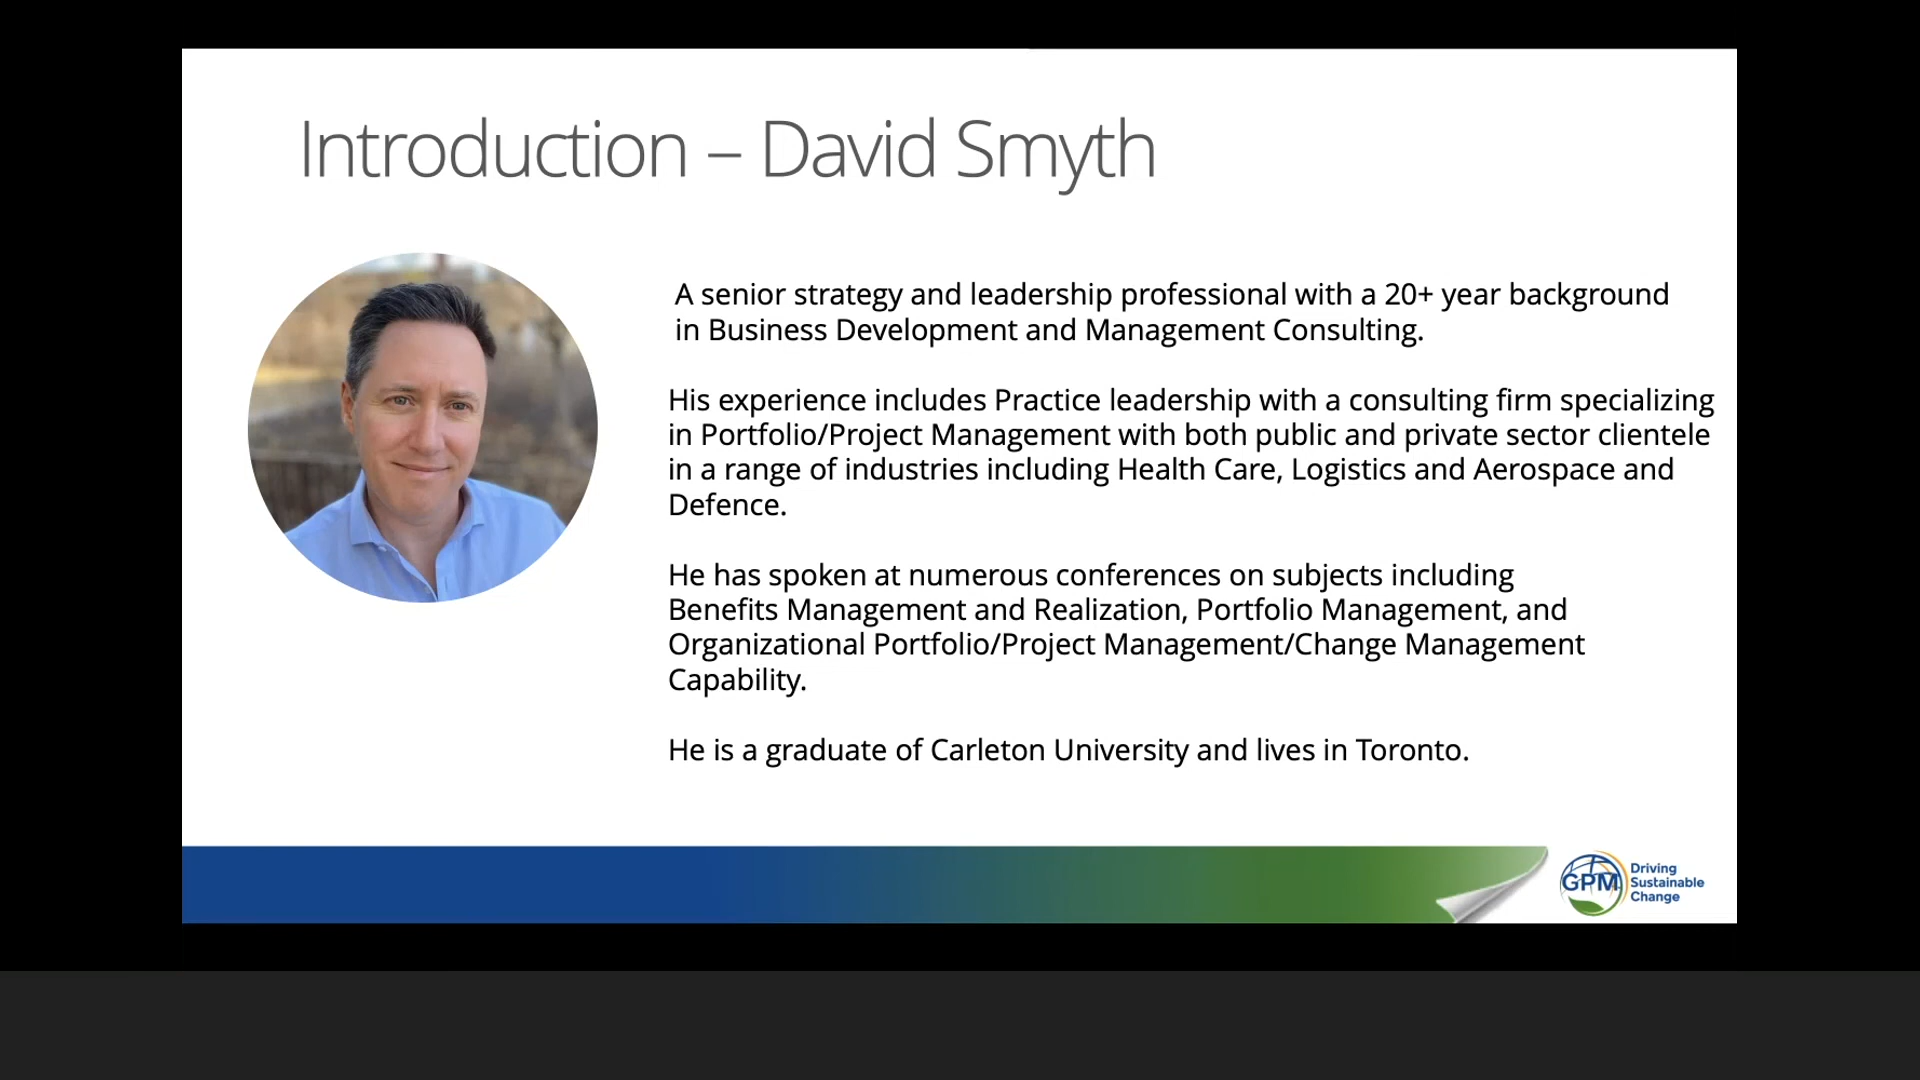 Introduction – David Smyth
A senior strategy and leadership professional with a 20+ year background
in Business Development and Management Consulting.
His experience includes Practice leadership with a consulting firm specializing
in Portfolio/Project Management with both public and private sector clientele
in a range of industries including Health Care, Logistics and Aerospace and
Defence.
He has spoken at numerous conferences on subjects including
Benefits Management and Realization, Portfolio Management, and
Organizational Portfolio/Project Management/Change Management
Capability.
He is a graduate of Carleton University and lives in Toronto.
GPM
Driving
Sustainable
Change